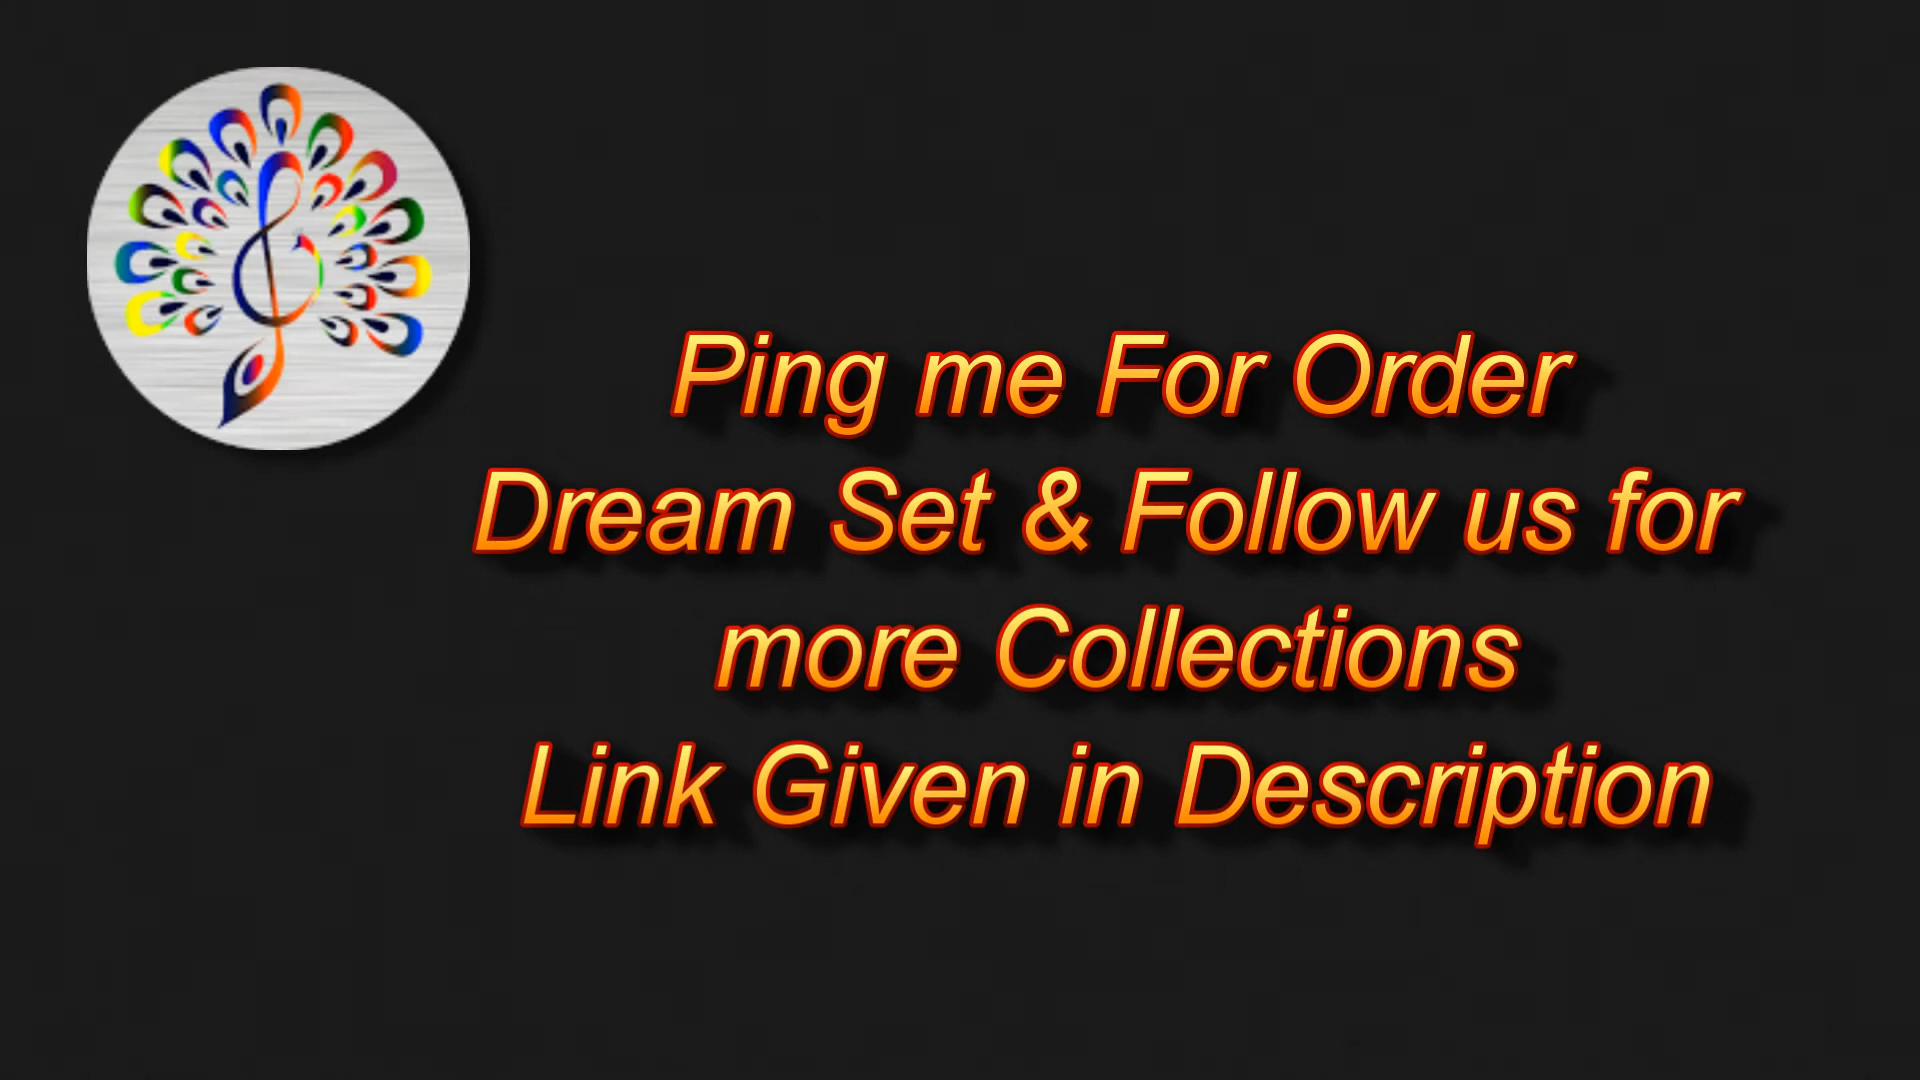 Ping me For Order
Dream Set & Follow us for
more Collections
Link Given in Description